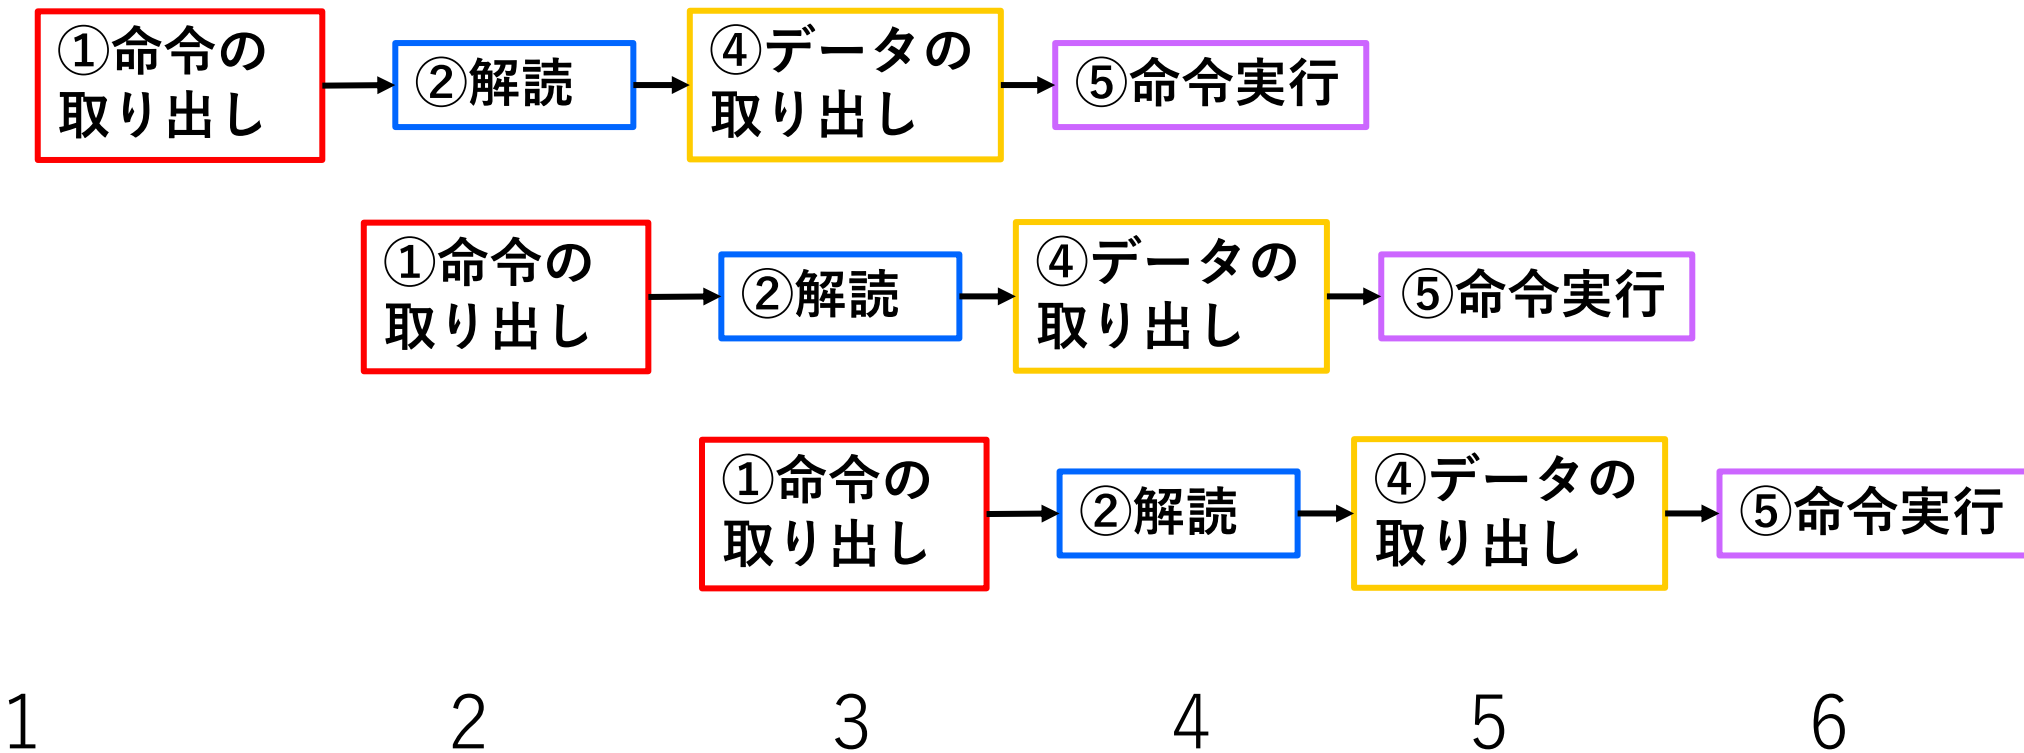 ①命令の
取り出し
②解読
④データの
取り出し
⑤命令実行
①命令の
取り出し
②解読
④データの
取り出し
⑤命令実行
①命令の
取り出し
②解読
④データの
取り出し
⑤命令実行
1 2 3 4 5 6